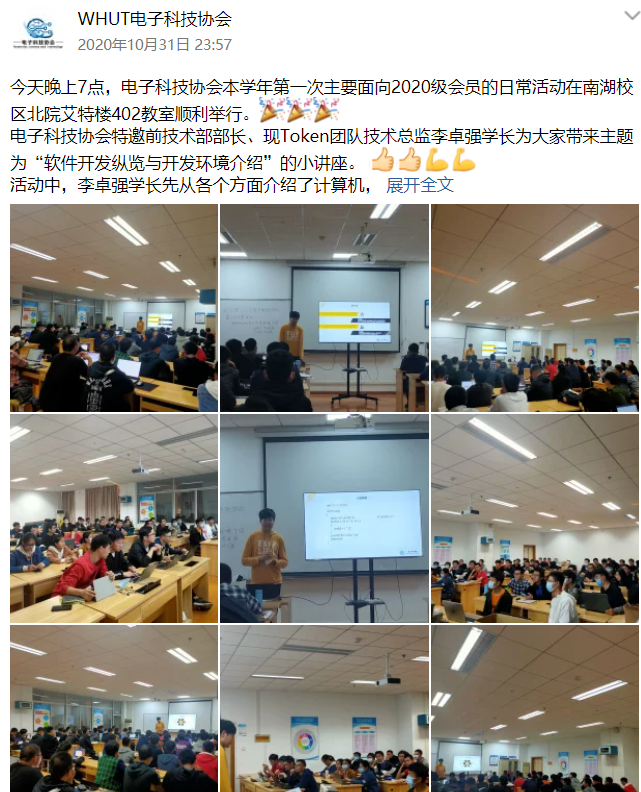 WHUT电子科技协会
2020年10月31日 23:57
今天晚上7点，电子科技协会本学年第一次主要面向2020级会员的日常活动在南湖校
区北院艾特楼402教室顺利举行。🎉🎉🎉
电子科技协会特邀前技术部部长、现Token团队技术总监李卓强学长为大家带来主题
为“软件开发纵览与开发环境介绍”的小讲座。👍👍💪💪
活动中，李卓强学长先从各个方面介绍了计算机， 展开全文